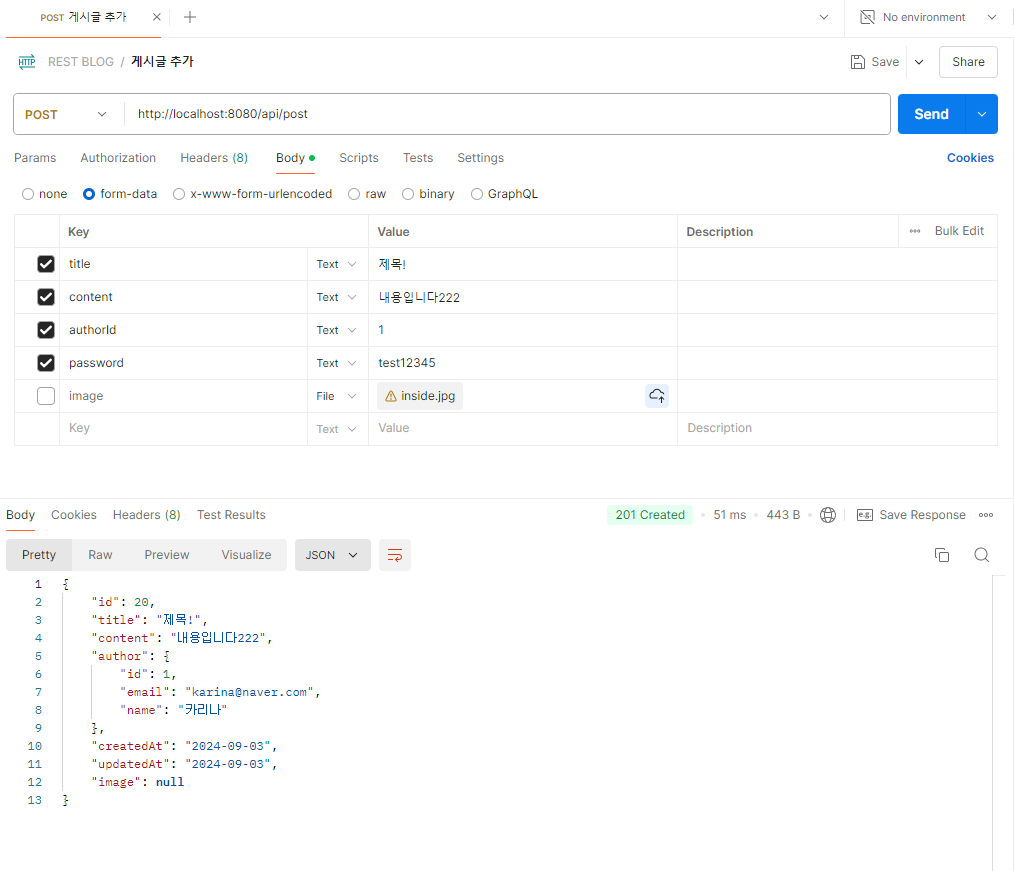 POST 게시글 추가 No environment
REST BLOG / 게시글 추가 Save Share
POST http://localhost:8080/api/post Send
Params Authorization Headers (8) Body Scripts Tests Settings Cookies
none form-data x-www-form-urlencoded raw binary GraphQL
Key Value Description Bulk Edit
title Text 제목!
content Text 내용입니다222
authorId Text 1
password Text test12345
image File inside.jpg
Key Text Value Description
Body Cookies Headers (8) Test Results 201 Created 51 ms 443 B e.g. Save Response
Pretty Raw Preview Visualize JSON
1 {
2 "id": 20,
3 "title": "제목!",
4 "content": "내용입니다222",
5 "author": {
6 "id": 1,
7 "email": "karina@naver.com",
8 "name": "카리나"
9 },
10 "createdAt": "2024-09-03",
11 "updatedAt": "2024-09-03",
12 "image": null
13 }